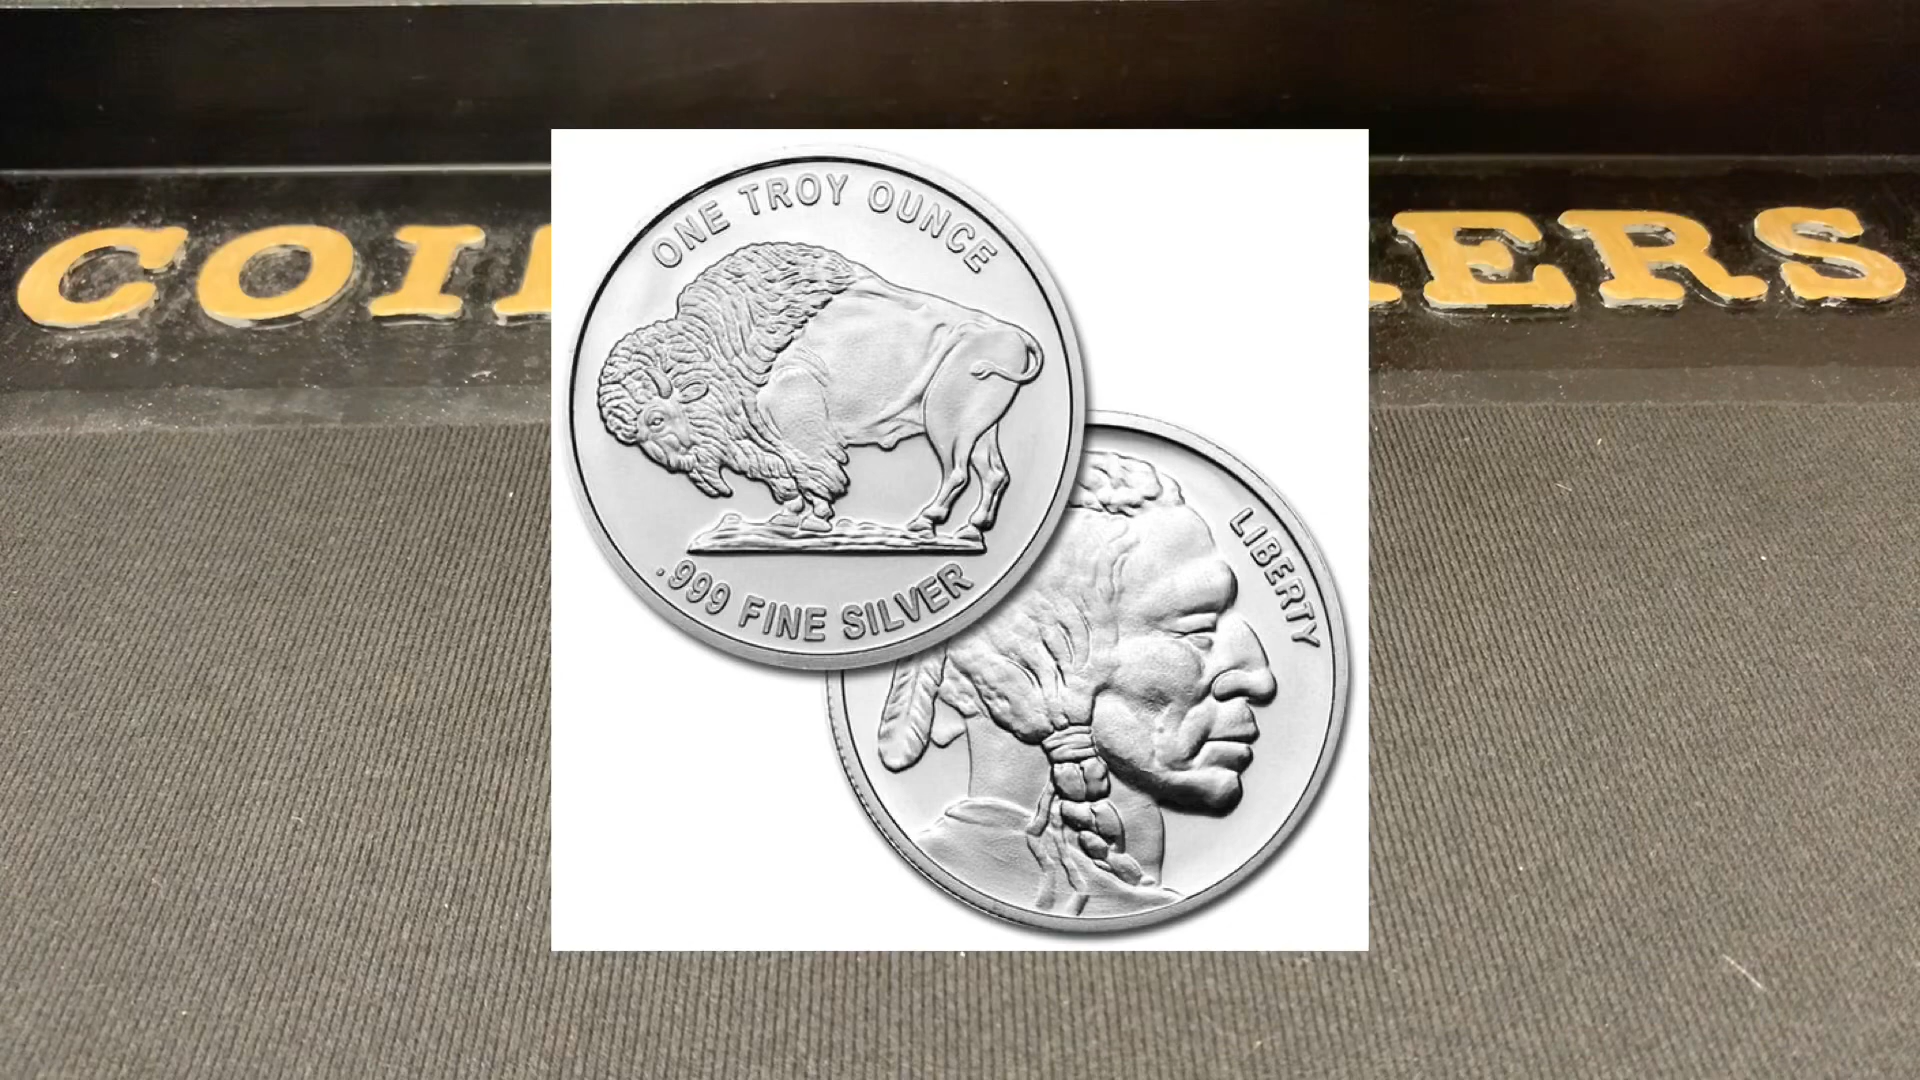 COI
ERS
ONE TROY OUNCE
.999 FINE SILVER
LIBERTY